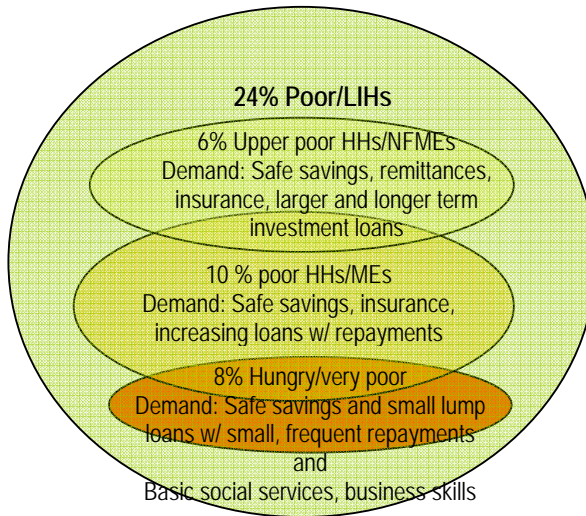 24% Poor/LIHs
6% Upper poor HHs/NFMEs
Demand: Safe savings, remittances,
insurance, larger and longer term
investment loans
10 % poor HHs/MEs
Demand: Safe savings, insurance,
increasing loans w/ repayments
8% Hungry/very poor
Demand: Safe savings and small lump
loans w/ small, frequent repayments
and
Basic social services, business skills